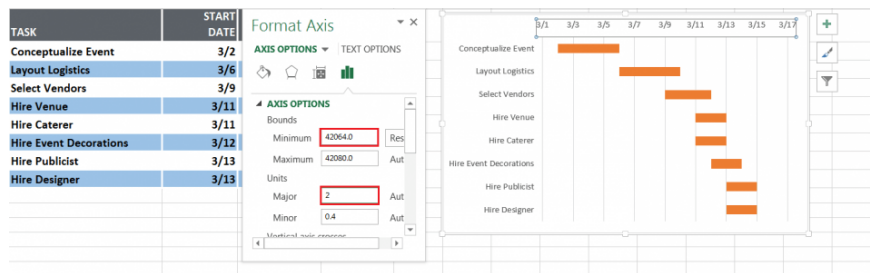 TASK START DATE
Conceptualize Event 3/2
Layout Logistics 3/6
Select Vendors 3/9
Hire Venue 3/11
Hire Caterer 3/11
Hire Event Decorations 3/12
Hire Publicist 3/13
Hire Designer 3/13
Format Axis
AXIS OPTIONS TEXT OPTIONS
AXIS OPTIONS
Bounds
Minimum 42064.0 Res
Maximum 42080.0 Aut
Units
Major 2 Aut
Minor 0.4 Aut
Vertical axis crosses
3/1 3/3 3/5 3/7 3/9 3/11 3/13 3/15 3/17
Conceptualize Event
Layout Logistics
Select Vendors
Hire Venue
Hire Caterer
Hire Event Decorations
Hire Publicist
Hire Designer